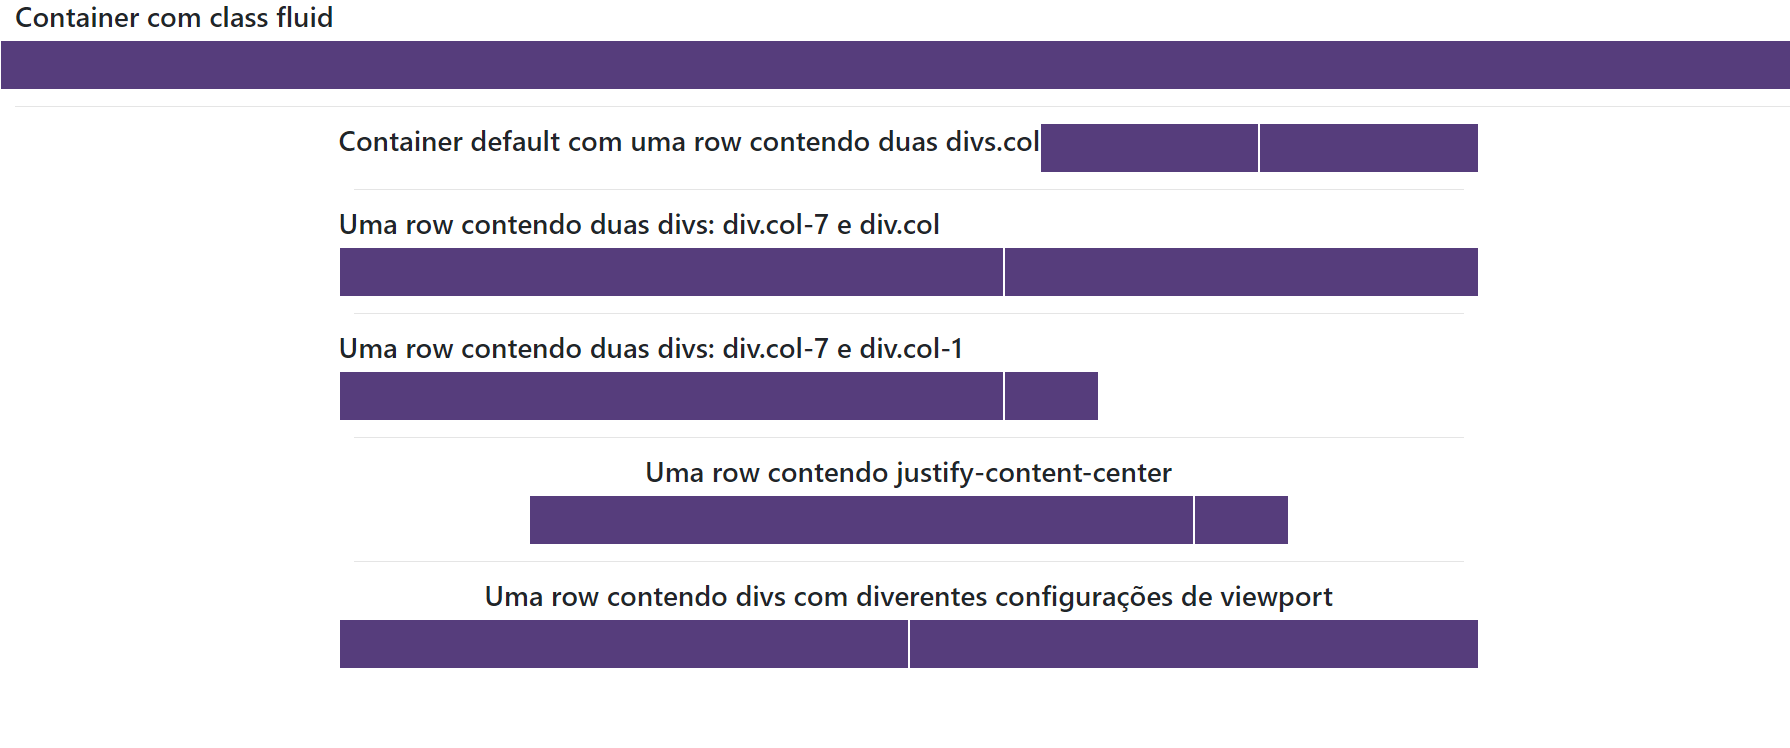 Container com class fluid
Container default com uma row contendo duas divs.col
Uma row contendo duas divs: div.col-7 e div.col
Uma row contendo duas divs: div.col-7 e div.col-1
Uma row contendo justify-content-center
Uma row contendo divs com diverentes configurações de viewport